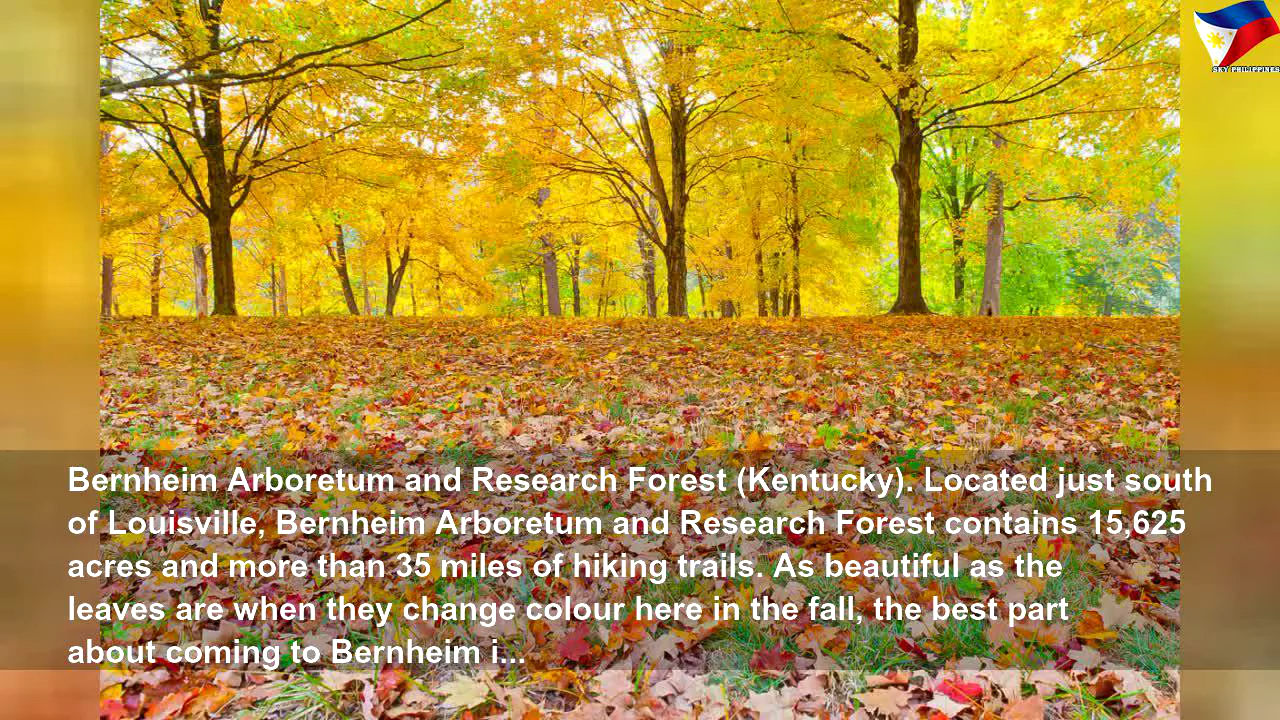 SKY PHILIPPINES
Bernheim Arboretum and Research Forest (Kentucky). Located just south
of Louisville, Bernheim Arboretum and Research Forest contains 15,625
acres and more than 35 miles of hiking trails. As beautiful as the
leaves are when they change colour here in the fall, the best part
about coming to Bernheim i...